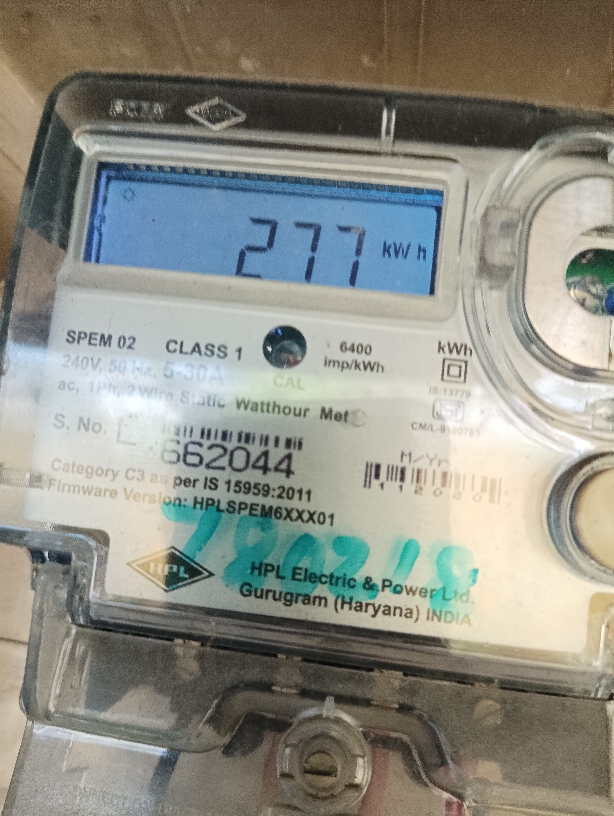 277 kWh
SPEM 02 CLASS 1 6400 imp/kWh kWh
240V, 50 Hz, 5-30A CAL IS:13779
ac, 1Ph, 2 Wire Static Watthour
S. No. 662044 M/Yr
Category C3 as per IS 15959:2011
Firmware Version: HPLSPEM6XXX01
HPL HPL Electric & Power Ltd.
Gurugram (Haryana) INDIA